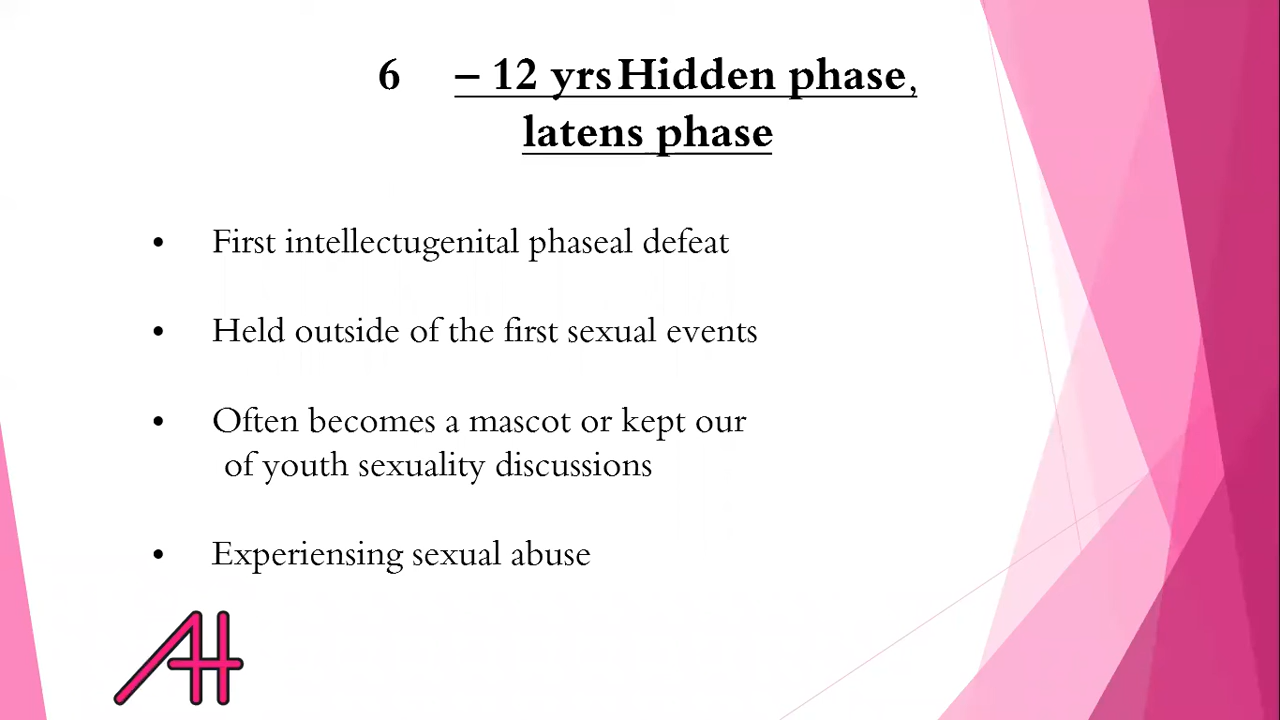 6 – 12 yrs Hidden phase,
latens phase
• First intellectugenital phaseal defeat
• Held outside of the first sexual events
• Often becomes a mascot or kept our
of youth sexuality discussions
• Experiensing sexual abuse
AH